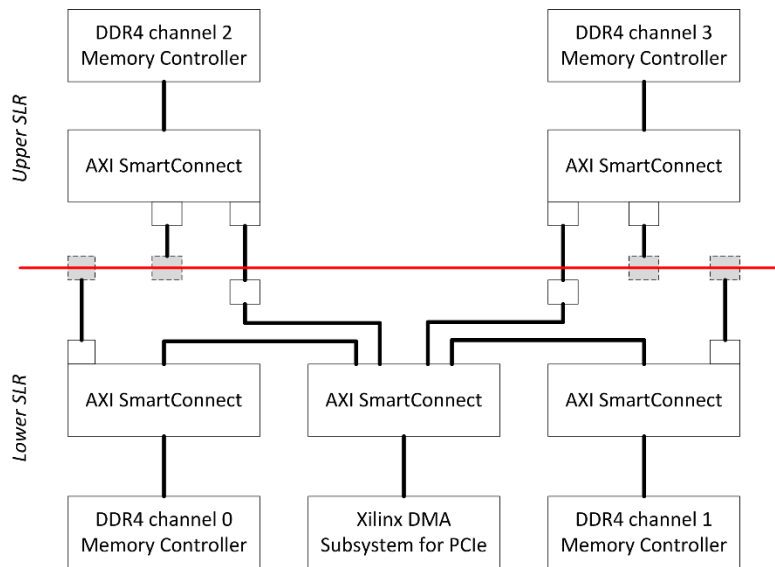 DDR4 channel 2
Memory Controller
DDR4 channel 3
Memory Controller
Upper SLR
AXI SmartConnect
AXI SmartConnect
Lower SLR
AXI SmartConnect
AXI SmartConnect
AXI SmartConnect
DDR4 channel 0
Memory Controller
Xilinx DMA
Subsystem for PCIe
DDR4 channel 1
Memory Controller